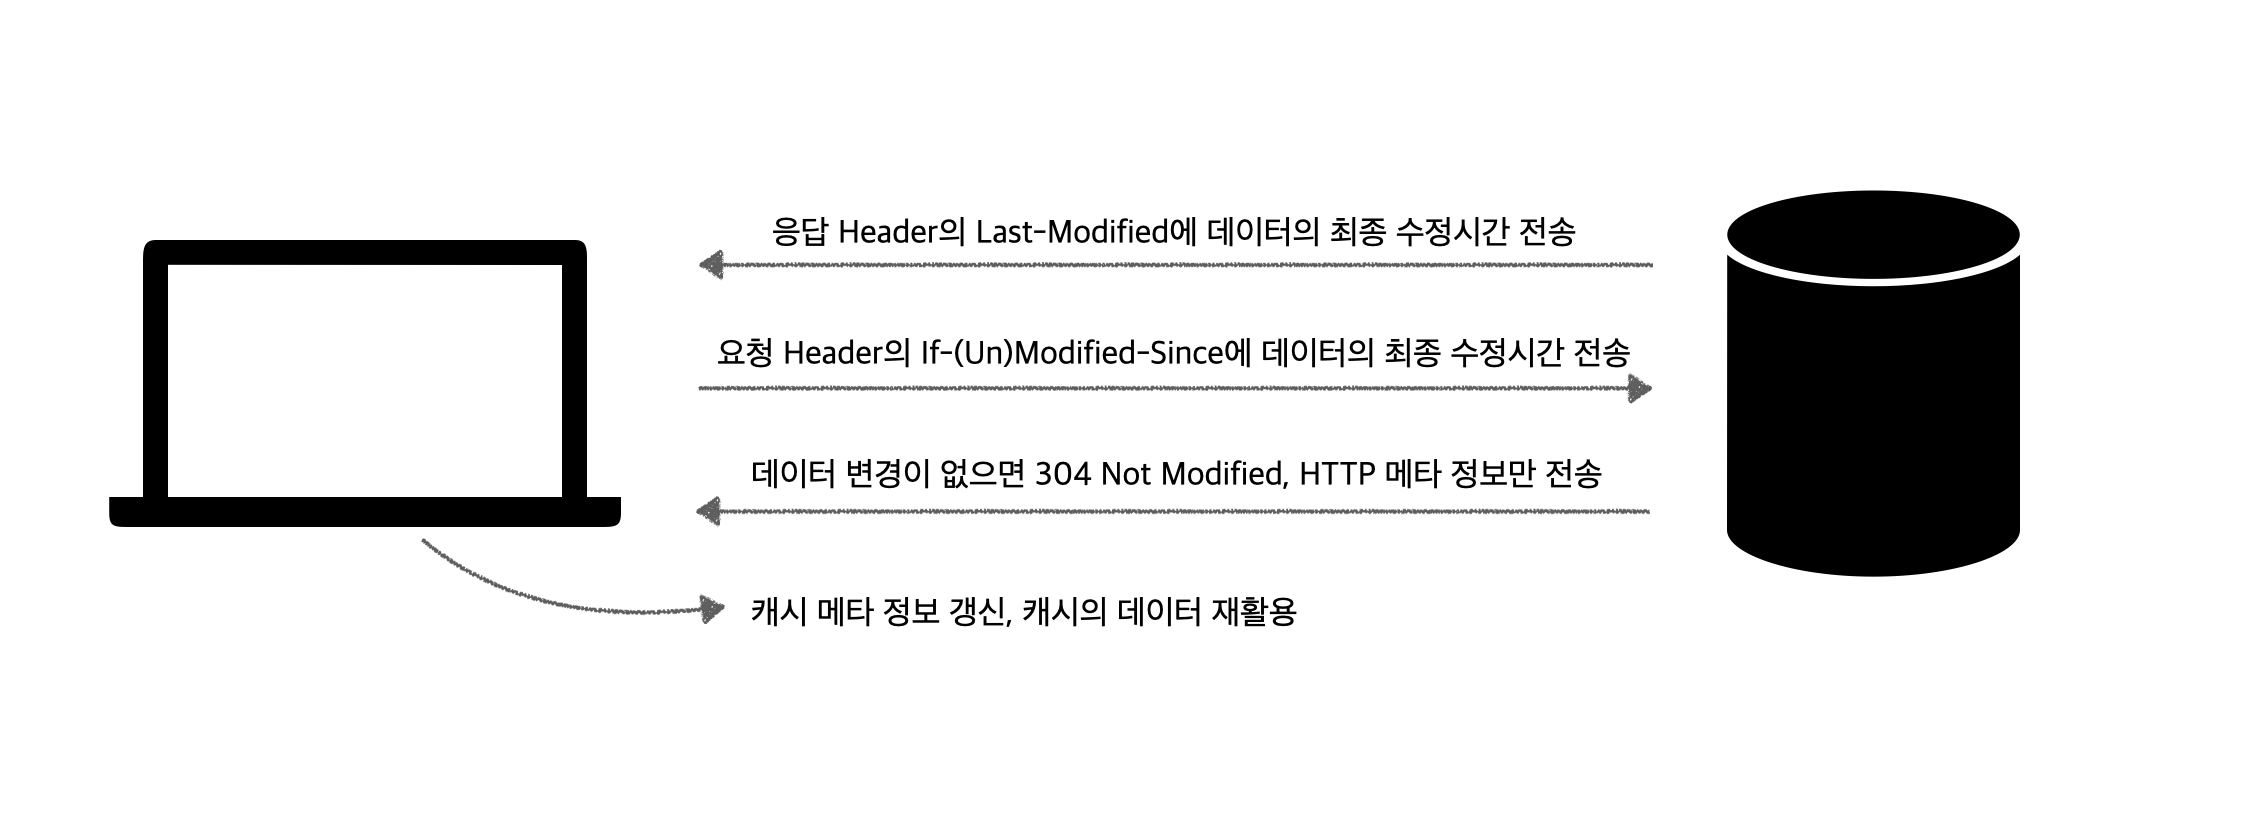 응답 Header의 Last-Modified에 데이터의 최종 수정시간 전송
요청 Header의 If-(Un)Modified-Since에 데이터의 최종 수정시간 전송
데이터 변경이 없으면 304 Not Modified, HTTP 메타 정보만 전송
캐시 메타 정보 갱신, 캐시의 데이터 재활용